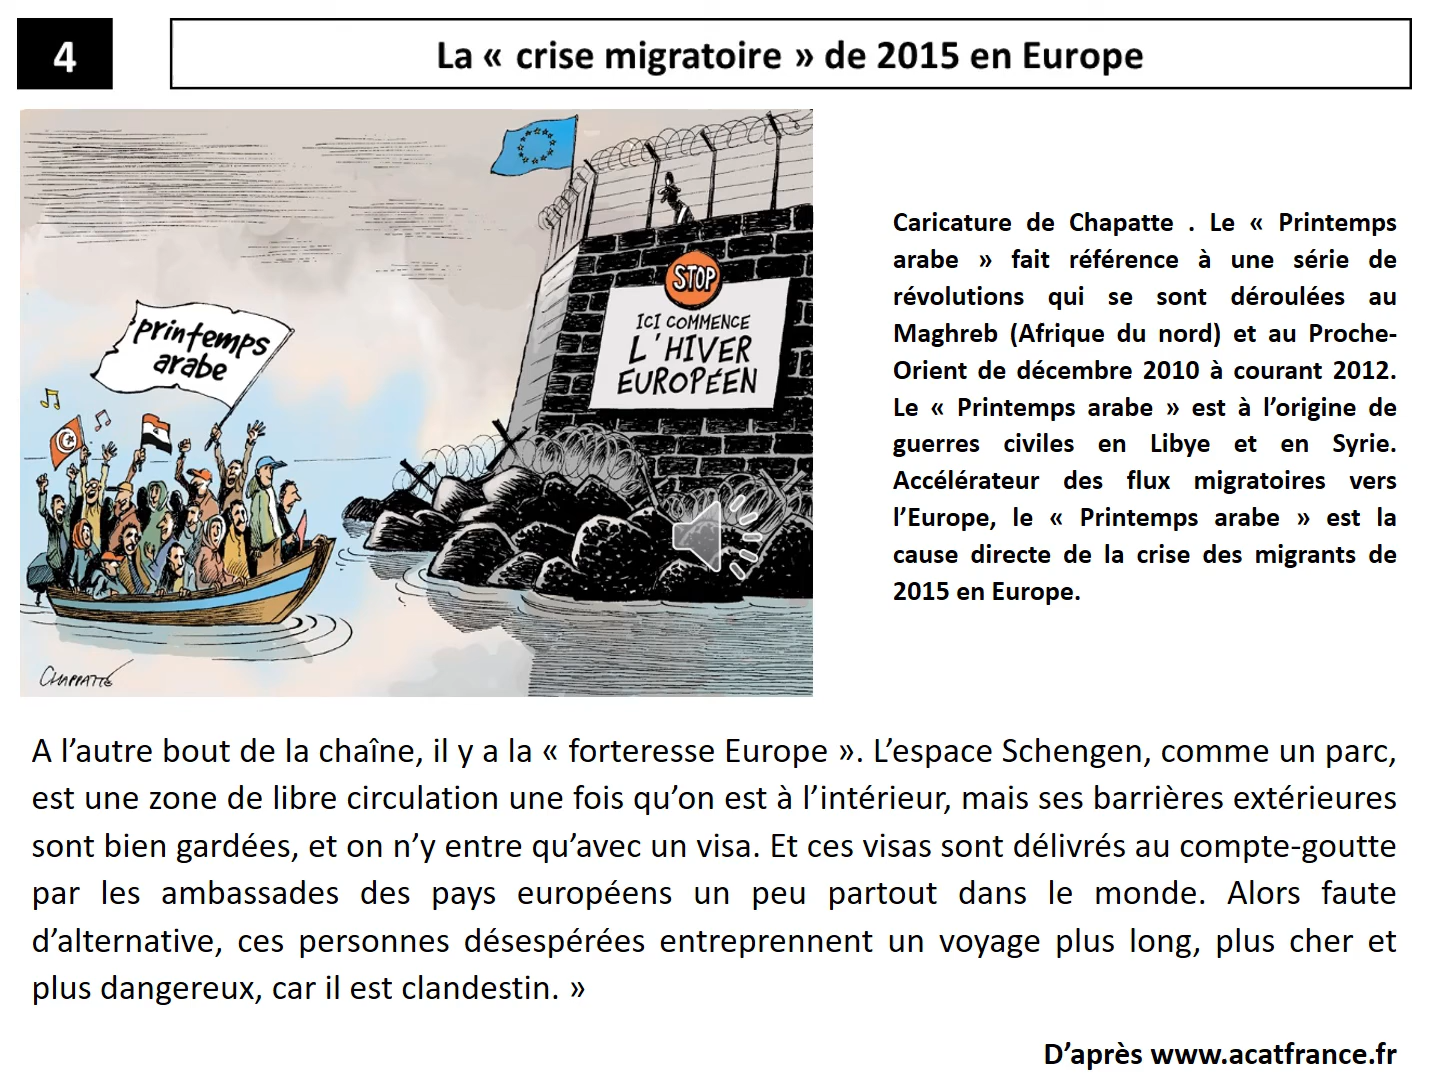 4
La « crise migratoire » de 2015 en Europe
printemps
arabe
STOP
ICI COMMENCE
L'HIVER
EUROPÉEN
CHAPPATTE
Caricature de Chapatte . Le « Printemps
arabe » fait référence à une série de
révolutions qui se sont déroulées au
Maghreb (Afrique du nord) et au Proche-
Orient de décembre 2010 à courant 2012.
Le « Printemps arabe » est à l’origine de
guerres civiles en Libye et en Syrie.
Accélérateur des flux migratoires vers
l’Europe, le « Printemps arabe » est la
cause directe de la crise des migrants de
2015 en Europe.
A l’autre bout de la chaîne, il y a la « forteresse Europe ». L’espace Schengen, comme un parc,
est une zone de libre circulation une fois qu’on est à l’intérieur, mais ses barrières extérieures
sont bien gardées, et on n’y entre qu’avec un visa. Et ces visas sont délivrés au compte-goutte
par les ambassades des pays européens un peu partout dans le monde. Alors faute
d’alternative, ces personnes désespérées entreprennent un voyage plus long, plus cher et
plus dangereux, car il est clandestin. »
D’après www.acatfrance.fr